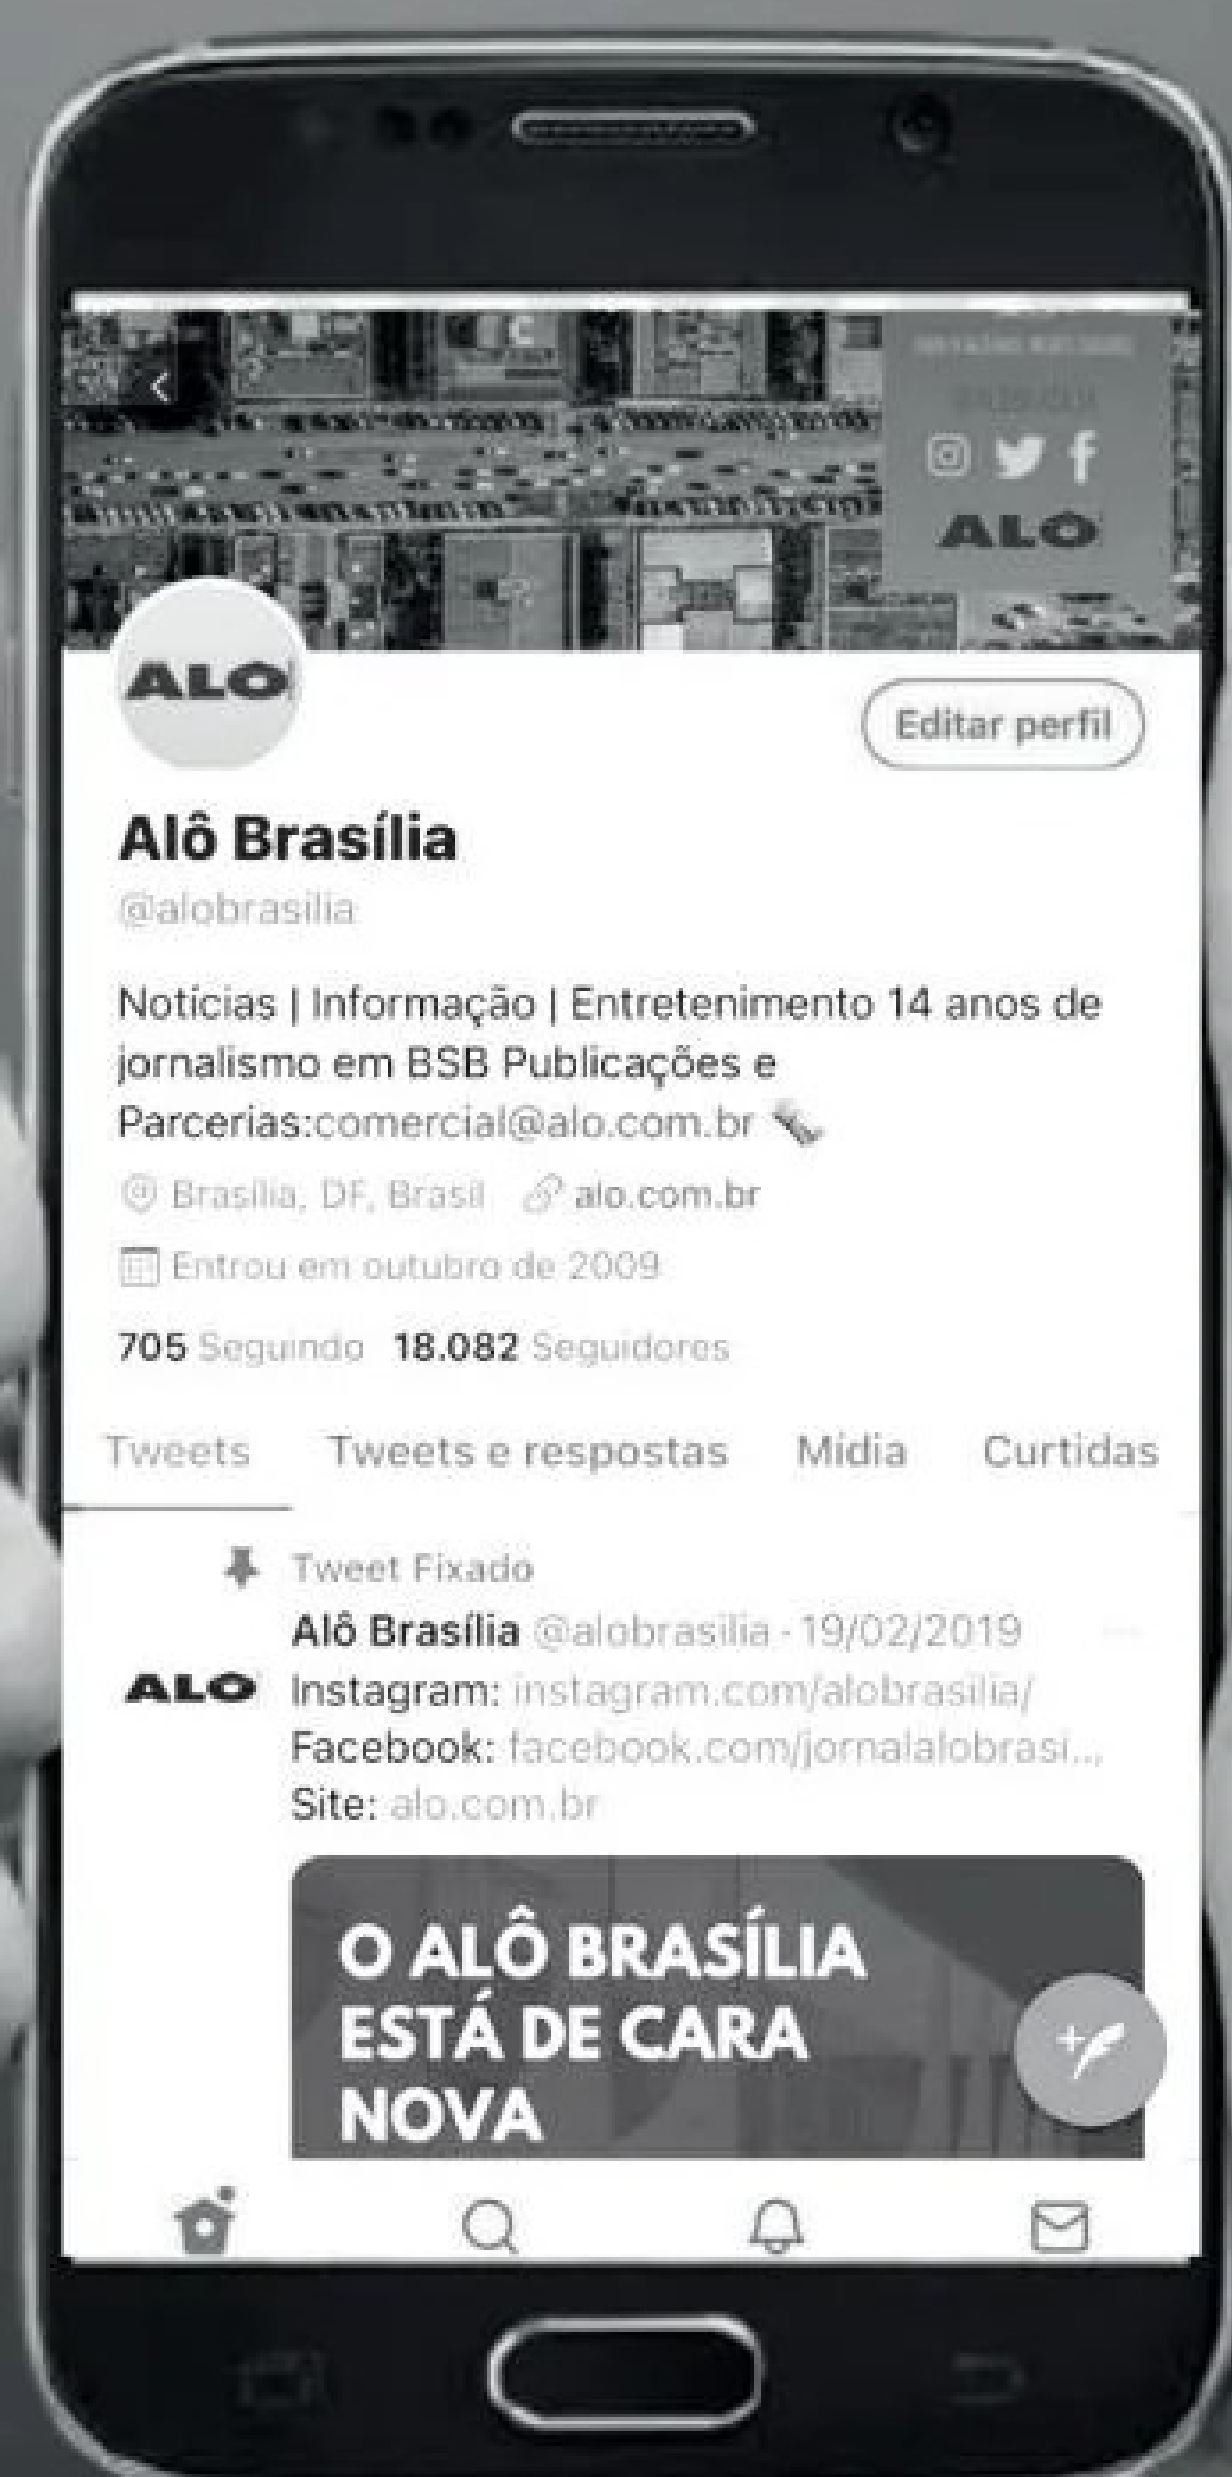 ALÔ
ALÔ
Editar perfil
Alô Brasília
@alobrasilia
Notícias | Informação | Entretenimento 14 anos de
jornalismo em BSB Publicações e
Parcerias:comercial@alo.com.br
Brasília, DF, Brasil alo.com.br
Entrou em outubro de 2009
705 Seguindo 18.082 Seguidores
Tweets Tweets e respostas Mídia Curtidas
Tweet Fixado
Alô Brasília @alobrasilia · 19/02/2019
ALÔ Instagram: instagram.com/alobrasilia/
Facebook: facebook.com/jornalalobrasi...
Site: alo.com.br
O ALÔ BRASÍLIA
ESTÁ DE CARA
NOVA